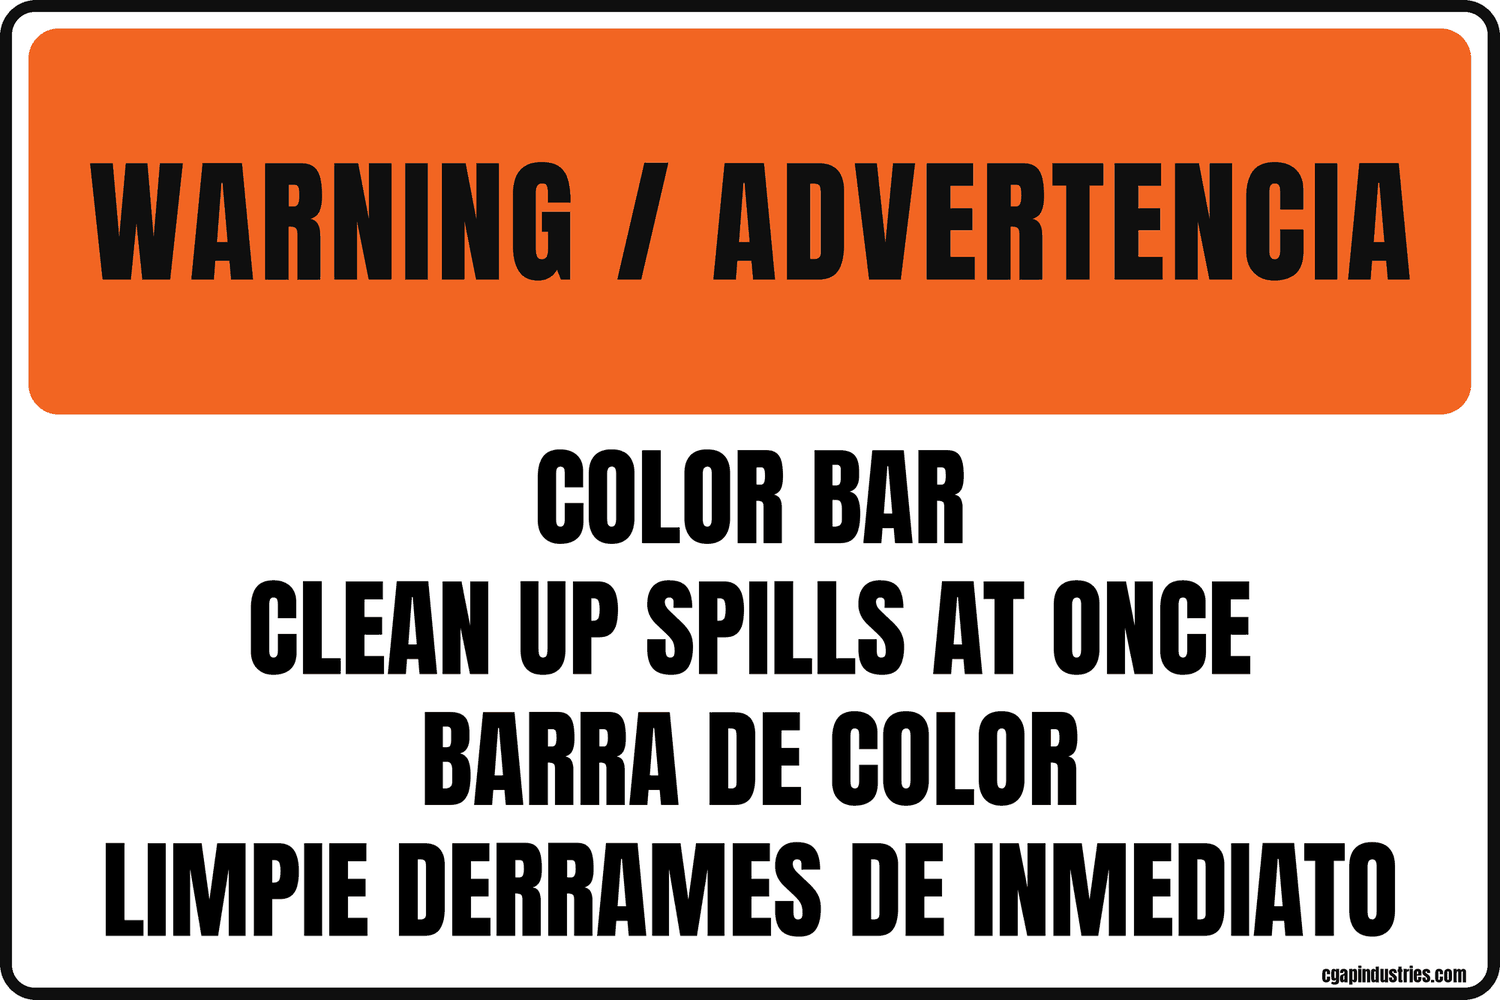 WARNING / ADVERTENCIA
COLOR BAR
CLEAN UP SPILLS AT ONCE
BARRA DE COLOR
LIMPIE DERRAMES DE INMEDIATO
cgapindustries.com